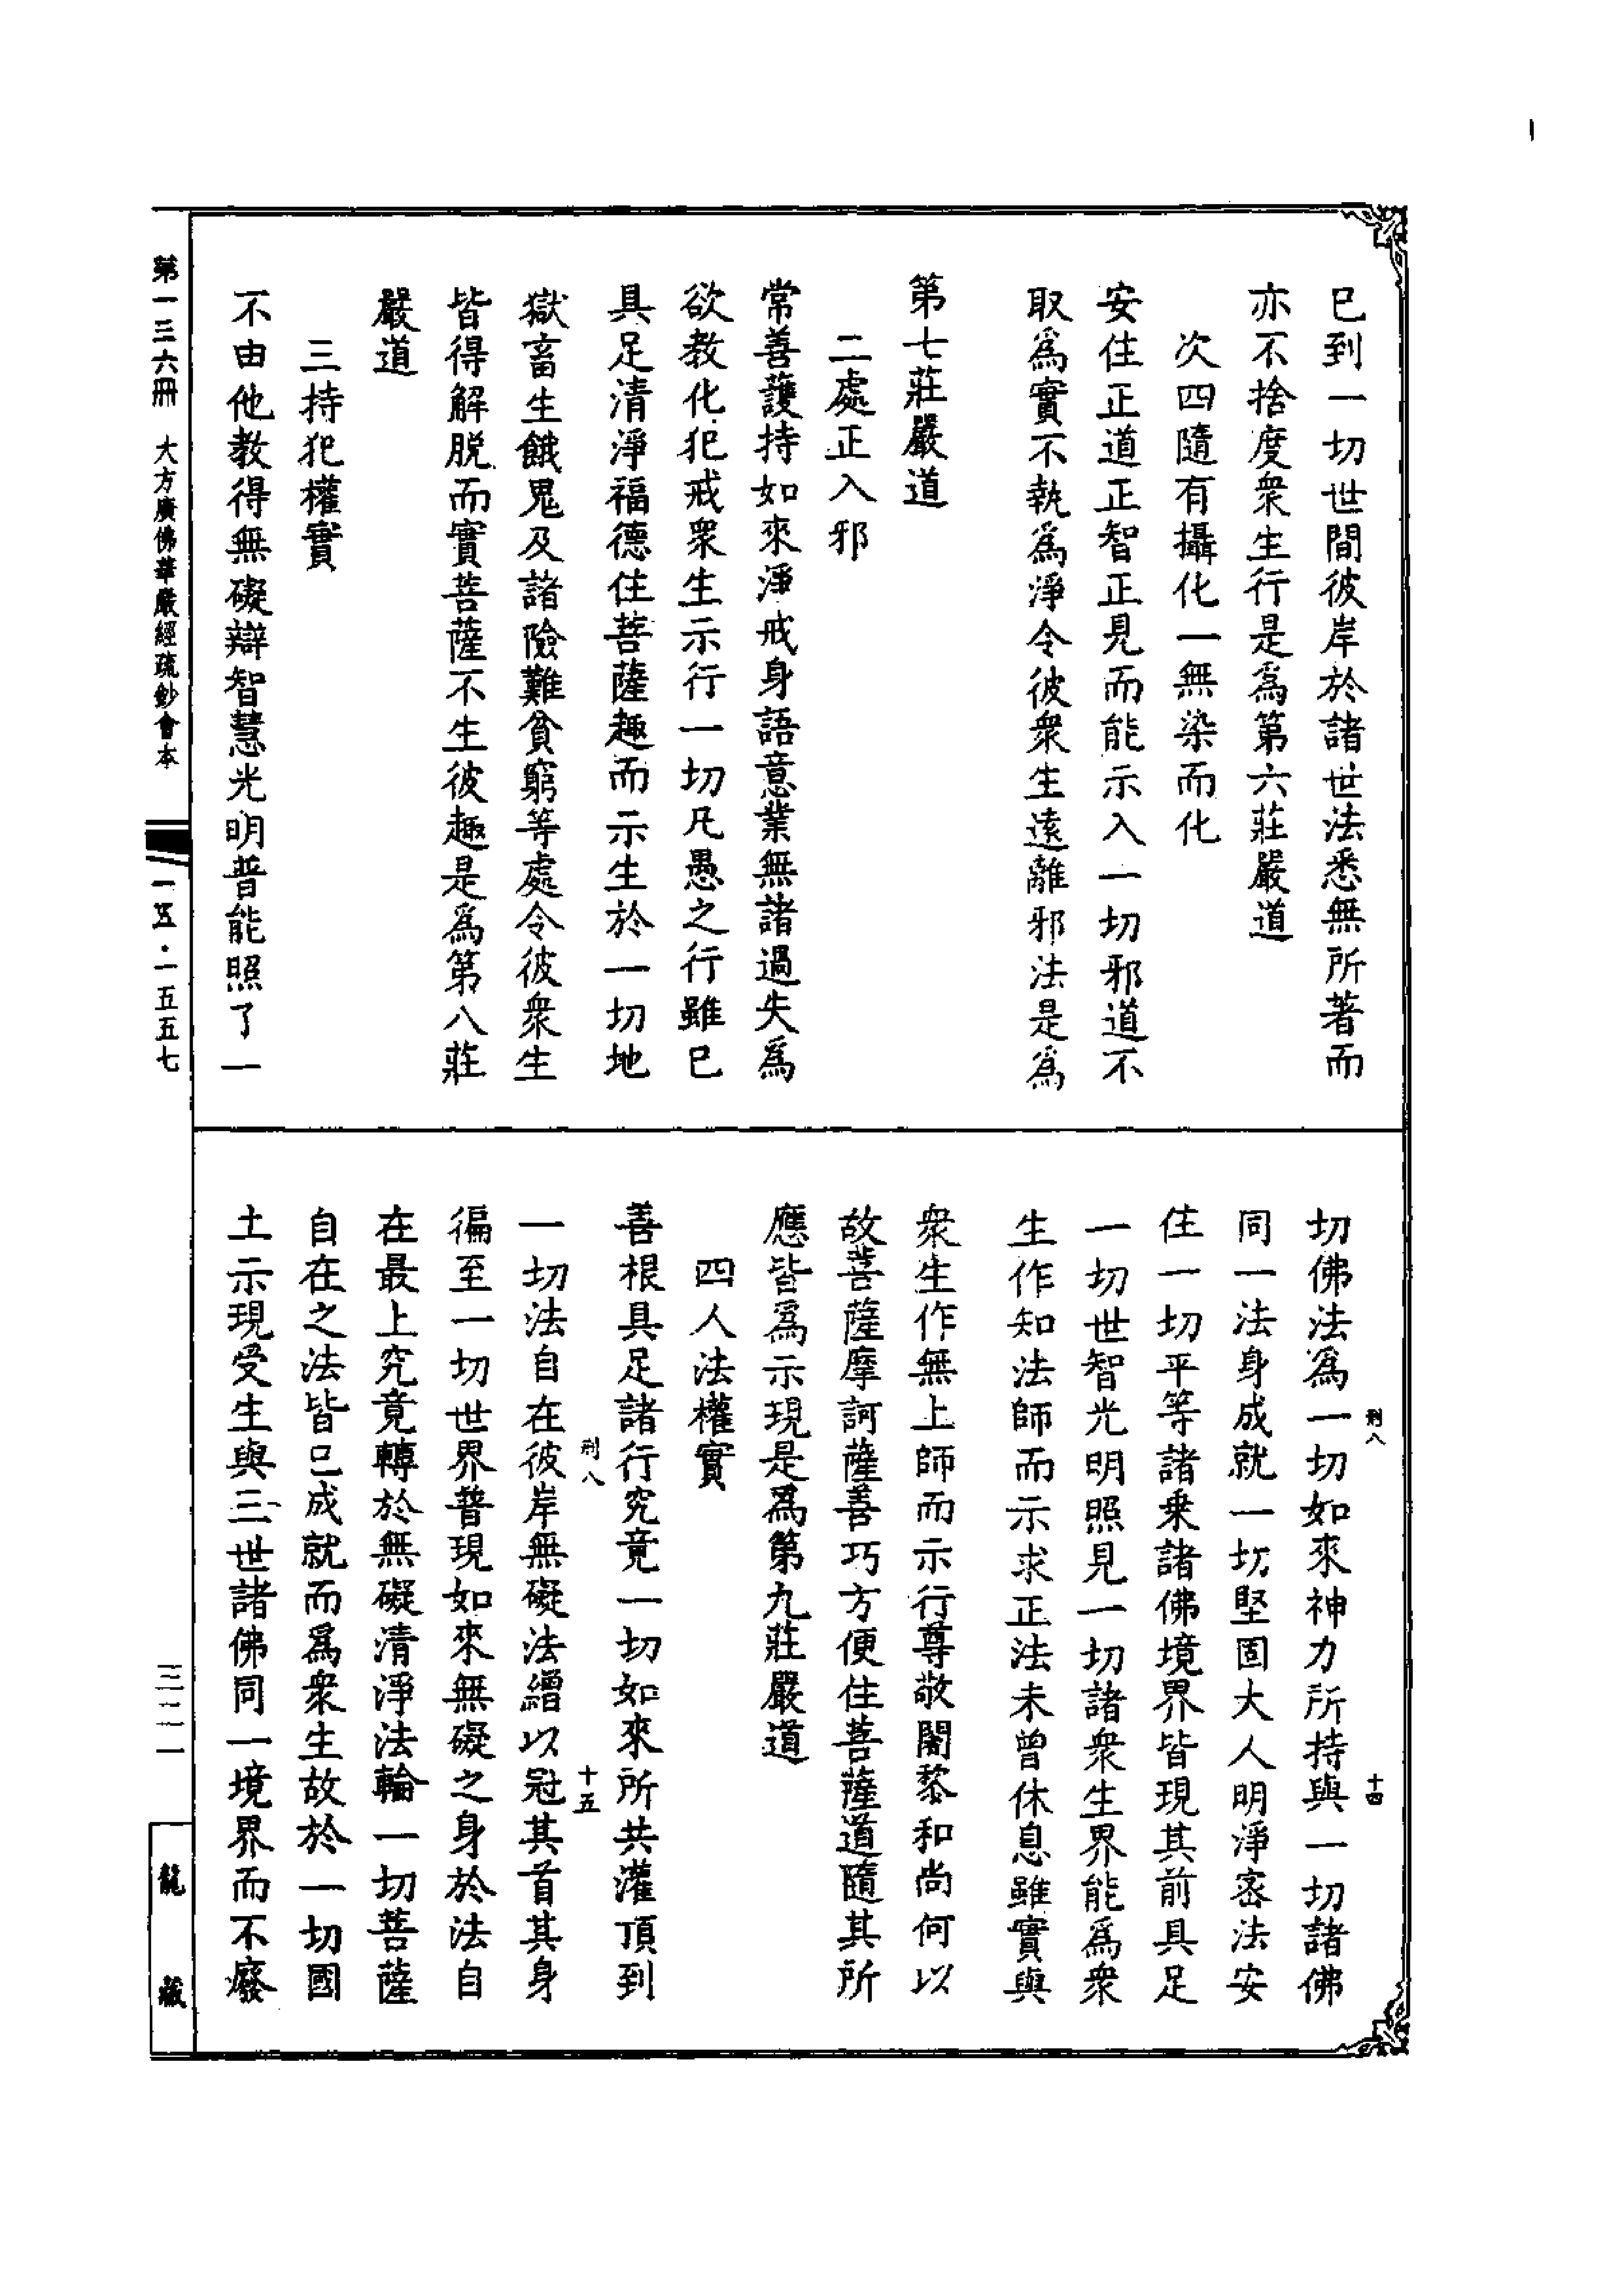 已到一切世間彼岸於諸世法悉無所著而
亦不捨度衆生行是爲第六莊嚴道
次四隨有攝化一無染而化
安住正道正智正見而能示入一切邪道不
取爲實不執爲淨令彼衆生遠離邪法是爲
第七莊嚴道
二處正入邪
常善護持如來淨戒身語意業無諸過失爲
欲教化犯戒衆生示行一切凡愚之行雖已
具足清淨福德住菩薩趣而示生於一切地
獄畜生餓鬼及諸險難貧窮等處令彼衆生
皆得解脱而實菩薩不生彼趣是爲第八莊
嚴道
三持犯權實
不由他教得無礙辯智慧光明普能照了一
切佛法爲一切如來神力所持與一切諸佛
刑八
十四
同一法身成就一切堅固大人明淨密法安
住一切平等諸乗諸佛境界皆現其前具足
一切世智光明照見一切諸衆生界能爲衆
生作知法師而示求正法未曾休息雖實與
衆生作無上師而示行尊敬闍黎和尚何以
故菩薩摩訶薩善巧方便住菩薩道隨其所
應皆爲示現是爲第九莊嚴道
四人法權實
善根具足諸行究竟一切如來所共灌頂到
刑八
十五
一切法自在彼岸無礙法繒以冠其首其身
徧至一切世界普現如來無礙之身於法自
在最上究竟轉於無礙清淨法輪一切菩薩
自在之法皆已成就而爲衆生故於一切國
土示現受生與三世諸佛同一境界而不廢
第一三六冊 大方廣佛華嚴經疏鈔會本
一五·一五五七
三二一
龍藏